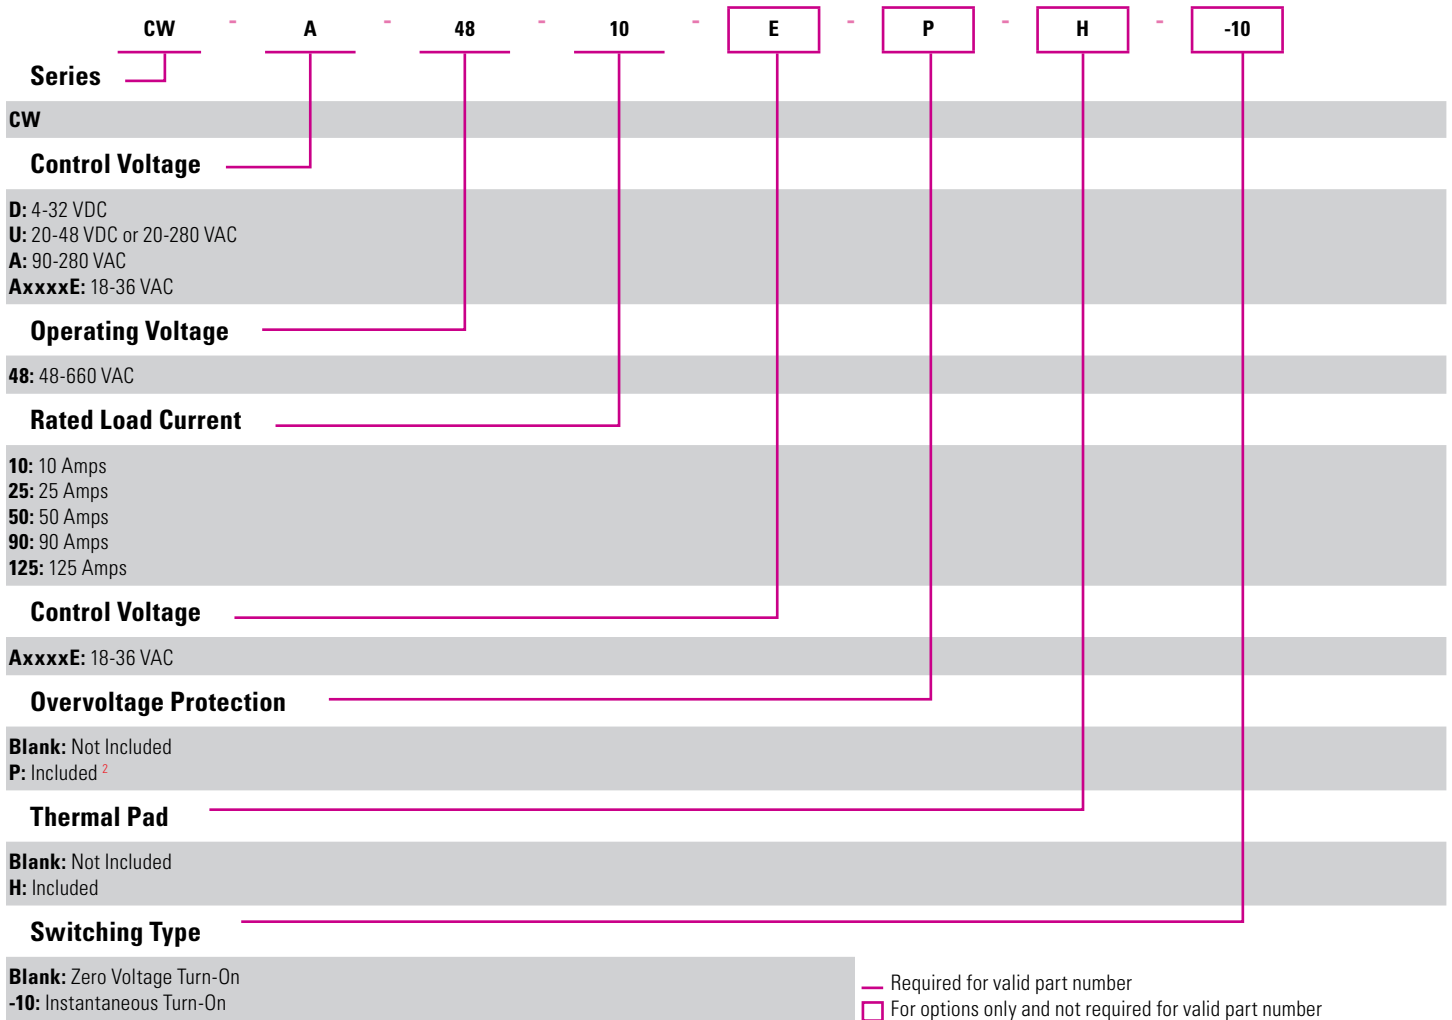 CW - A - 48 - 10 - E - P - H - -10
Series
CW
Control Voltage
D: 4-32 VDC
U: 20-48 VDC or 20-280 VAC
A: 90-280 VAC
AxxxxE: 18-36 VAC
Operating Voltage
48: 48-660 VAC
Rated Load Current
10: 10 Amps
25: 25 Amps
50: 50 Amps
90: 90 Amps
125: 125 Amps
Control Voltage
AxxxxE: 18-36 VAC
Overvoltage Protection
Blank: Not Included
P: Included 2
Thermal Pad
Blank: Not Included
H: Included
Switching Type
Blank: Zero Voltage Turn-On
-10: Instantaneous Turn-On
Required for valid part number
For options only and not required for valid part number